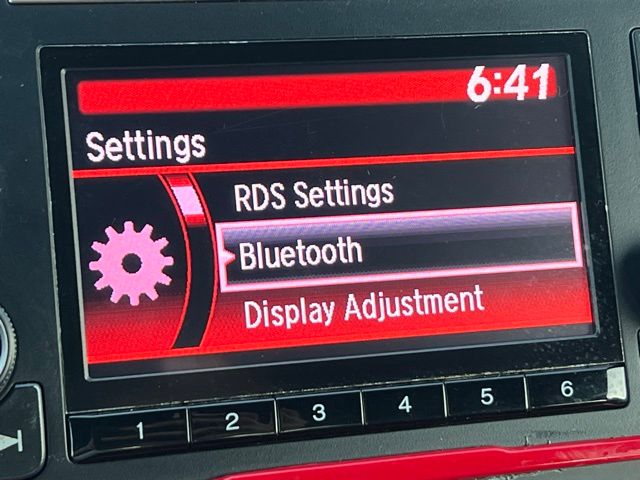 6:41
Settings
RDS Settings
Bluetooth
Display Adjustment
1 2 3 4 5 6